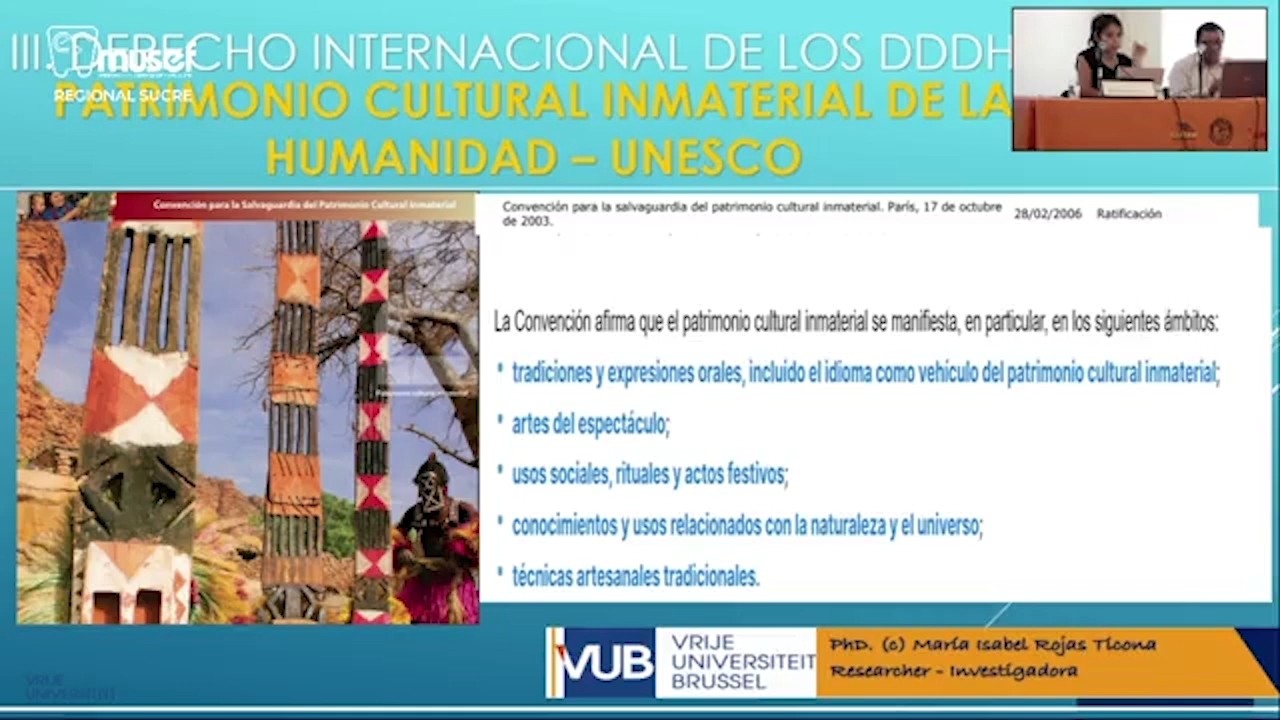 III. DERECHO INTERNACIONAL DE LOS DDDH
musef
REGIONAL SUCRE
PATRIMONIO CULTURAL INMATERIAL DE LA
HUMANIDAD – UNESCO
Convención para la Salvaguardia del Patrimonio Cultural Inmaterial
Convención para la salvaguardia del patrimonio cultural inmaterial. París, 17 de octubre
de 2003.
28/02/2006 Ratificación
La Convención afirma que el patrimonio cultural inmaterial se manifiesta, en particular, en los siguientes ámbitos:
• tradiciones y expresiones orales, incluido el idioma como vehículo del patrimonio cultural inmaterial;
• artes del espectáculo;
• usos sociales, rituales y actos festivos;
• conocimientos y usos relacionados con la naturaleza y el universo;
• técnicas artesanales tradicionales.
VUB
VRIJE
UNIVERSITEIT
BRUSSEL
PhD. (c) María Isabel Rojas Ticona
Researcher - Investigadora
VRIJE